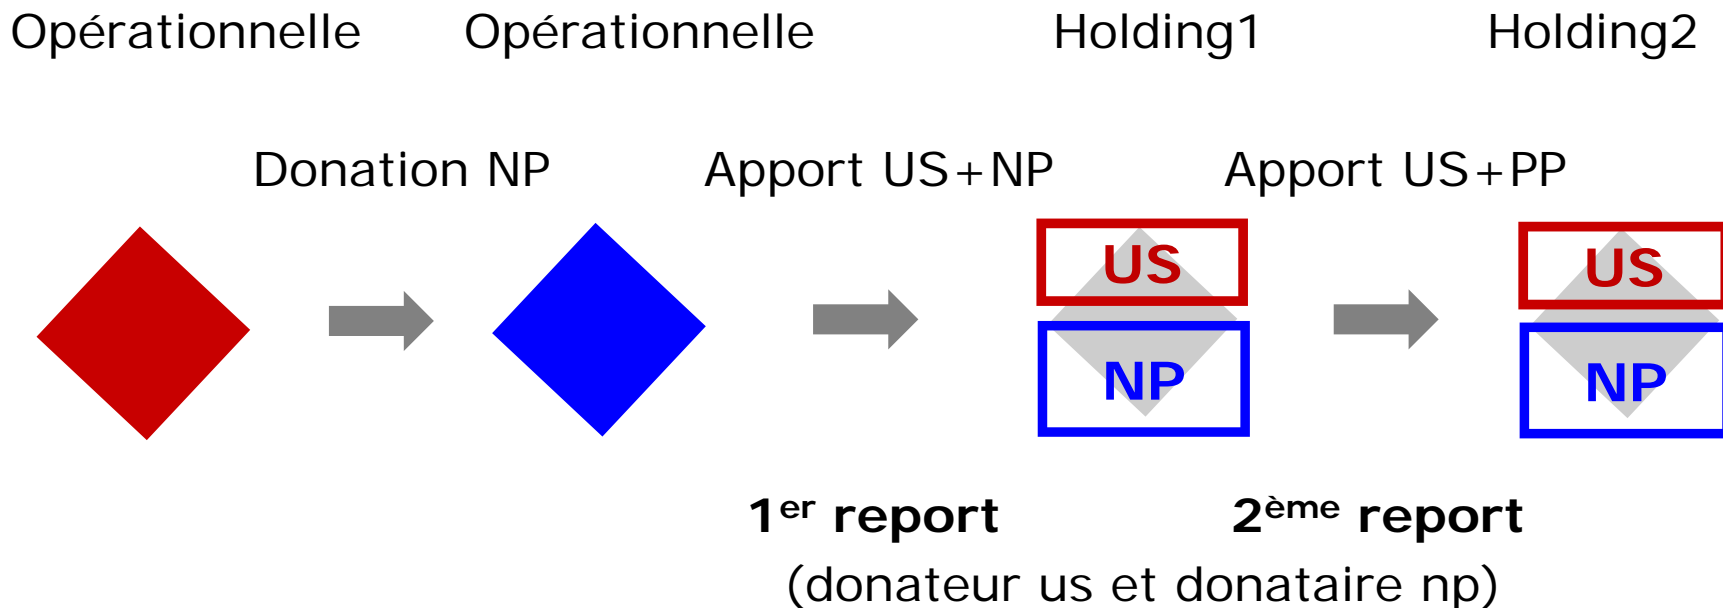 Opérationnelle Opérationnelle Holding1 Holding2
Donation NP Apport US+NP Apport US+PP
US US
NP NP
1er report 2ème report
(donateur us et donataire np)